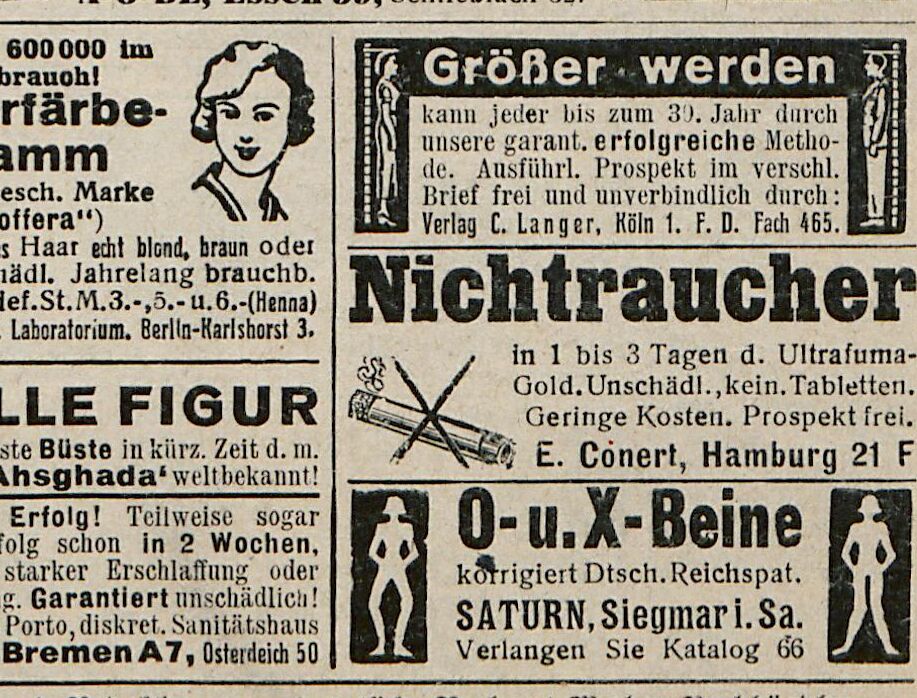 600000 im
brauch!
rfärbe-
amm
esch. Marke
offera")
s Haar echt blond, braun oder
nädl. Jahrelang brauchb.
lef.St.M.3.-,5.-u.6.-(Henna)
. Laboratorium. Berlin-Karlshorst 3.
LLE FIGUR
ste Büste in kürz. Zeit d. m.
Ahsghada' weltbekannt!
Erfolg! Teilweise sogar
folg schon in 2 Wochen,
starker Erschlaffung oder
g. Garantiert unschädlich!
Porto, diskret. Sanitätshaus
Bremen A7, Osterdeich 50
Größer werden
kann jeder bis zum 30. Jahr durch
unsere garant. erfolgreiche Metho-
de. Ausführl. Prospekt im verschl.
Brief frei und unverbindlich durch:
Verlag C. Langer, Köln 1. F. D. Fach 465.
Nichtraucher
in 1 bis 3 Tagen d. Ultrafuma-
Gold. Unschädl., kein. Tabletten.
Geringe Kosten. Prospekt frei.
E. Conert, Hamburg 21 F
O- u. X-Beine
korrigiert Dtsch. Reichspat.
SATURN, Siegmar i. Sa.
Verlangen Sie Katalog 66